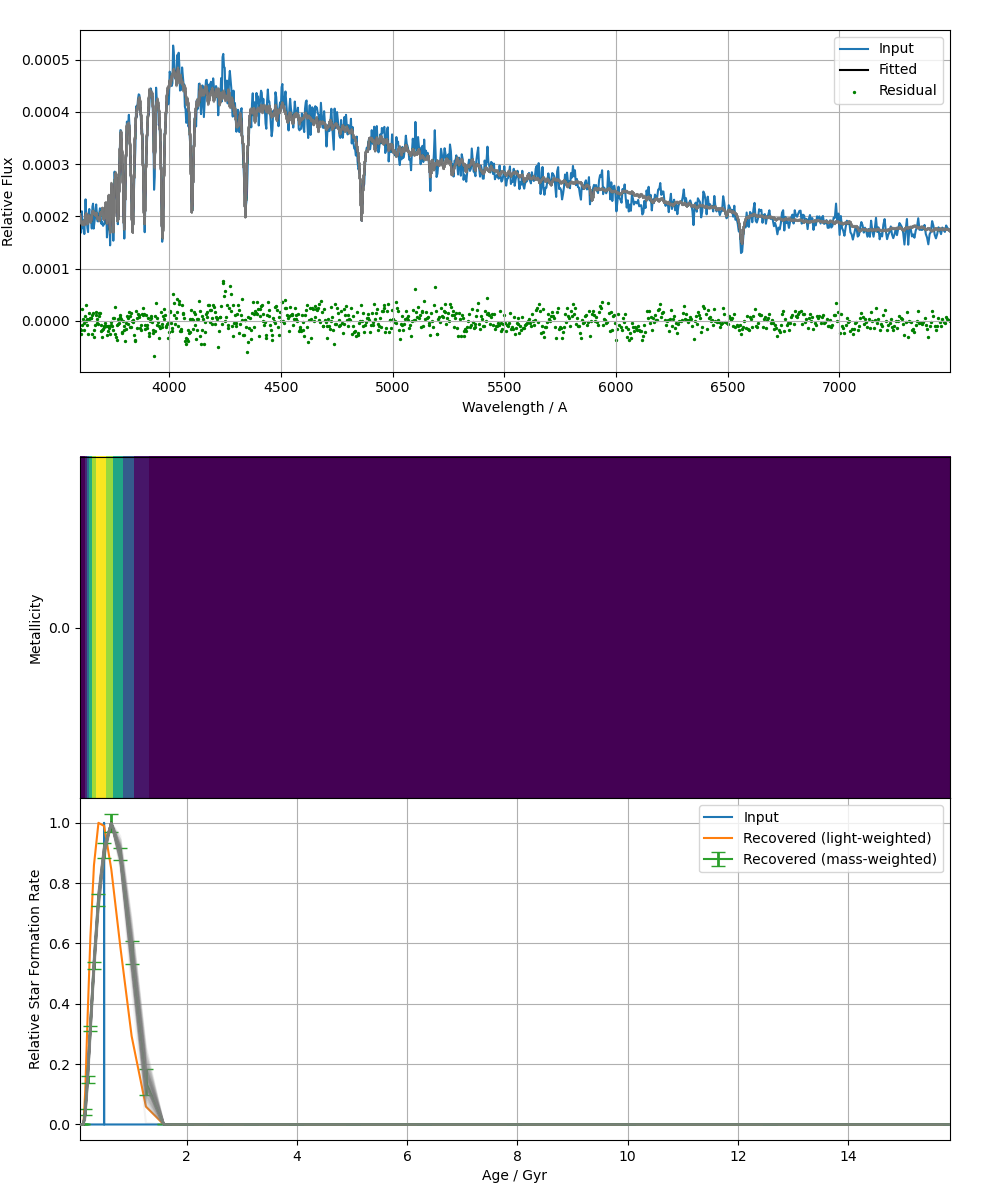 0.0005
0.0004
0.0003
0.0002
0.0001
0.0000
Relative Flux
Input
Fitted
Residual
4000 4500 5000 5500 6000 6500 7000
Wavelength / A
Metallicity
0.0
1.0
0.8
0.6
0.4
0.2
0.0
Relative Star Formation Rate
Input
Recovered (light-weighted)
Recovered (mass-weighted)
2 4 6 8 10 12 14
Age / Gyr